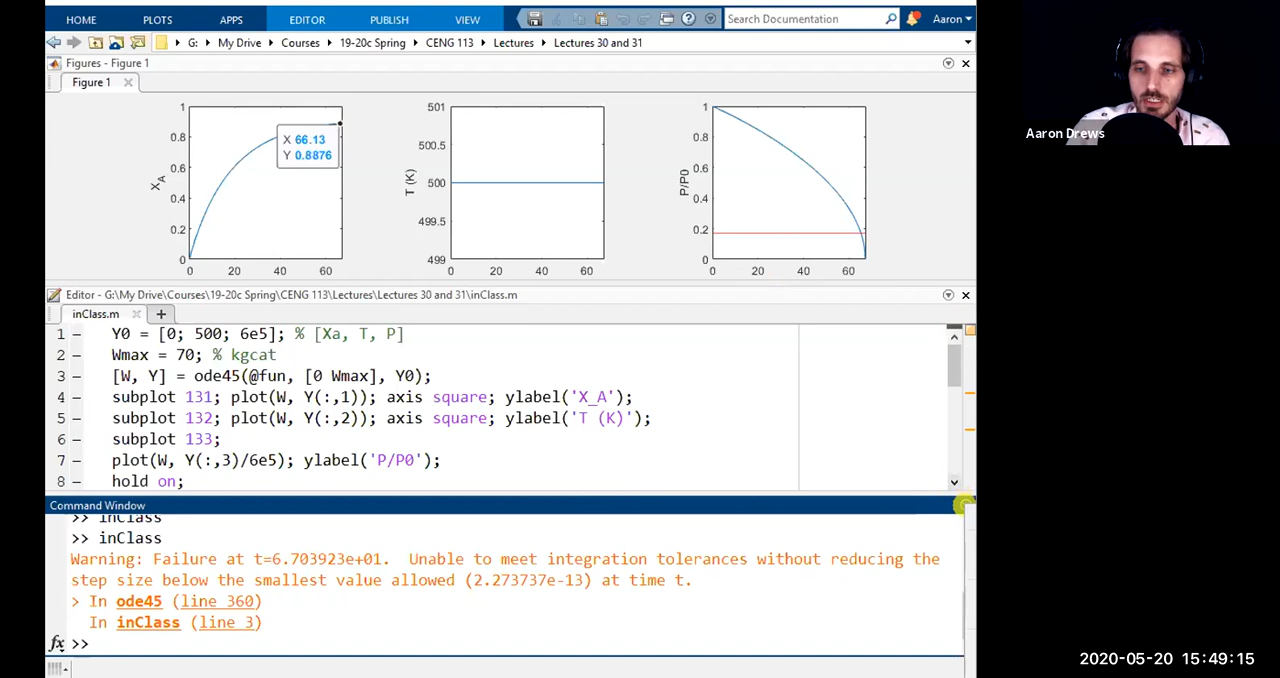 HOME PLOTS APPS EDITOR PUBLISH VIEW Search Documentation Aaron
G: My Drive Courses 19-20c Spring CENG 113 Lectures Lectures 30 and 31
Figures - Figure 1
Figure 1
1
0.8
0.6
0.4
0.2
0
X_A
0 20 40 60
X 66.13
Y 0.8876
501
500.5
500
499.5
499
T (K)
0 20 40 60
1
0.8
0.6
0.4
0.2
0
P/P0
0 20 40 60
Aaron Drews
Editor - G:\My Drive\Courses\19-20c Spring\CENG 113\Lectures\Lectures 30 and 31\inClass.m
inClass.m +
1 - Y0 = [0; 500; 6e5]; % [Xa, T, P]
2 - Wmax = 70; % kgcat
3 - [W, Y] = ode45(@fun, [0 Wmax], Y0);
4 - subplot 131; plot(W, Y(:,1)); axis square; ylabel('X_A');
5 - subplot 132; plot(W, Y(:,2)); axis square; ylabel('T (K)');
6 - subplot 133;
7 - plot(W, Y(:,3)/6e5); ylabel('P/P0');
8 - hold on;
Command Window
>> inClass
>> inClass
Warning: Failure at t=6.703923e+01. Unable to meet integration tolerances without reducing the
step size below the smallest value allowed (2.273737e-13) at time t.
> In ode45 (line 360)
In inClass (line 3)
fx >>
2020-05-20 15:49:15